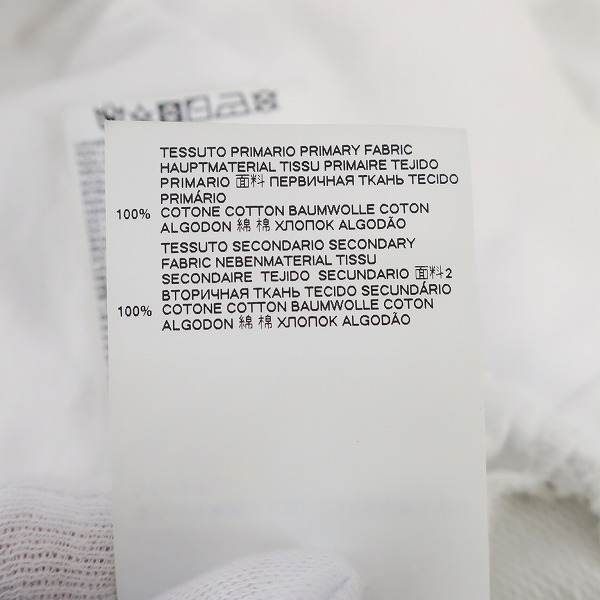 TESSUTO PRIMARIO PRIMARY FABRIC
HAUPTMATERIAL TISSU PRIMAIRE TEJIDO
PRIMARIO 面料 ПЕРВИЧНАЯ ТКАНЬ TECIDO
PRIMÁRIO
100% COTONE COTTON BAUMWOLLE COTON
ALGODON 綿 棉 ХЛОПОК ALGODÃO
TESSUTO SECONDARIO SECONDARY
FABRIC NEBENMATERIAL TISSU
SECONDAIRE TEJIDO SECUNDARIO 面料2
ВТОРИЧНАЯ ТКАНЬ TECIDO SECUNDÁRIO
100% COTONE COTTON BAUMWOLLE COTON
ALGODON 綿 棉 ХЛОПОК ALGODÃO